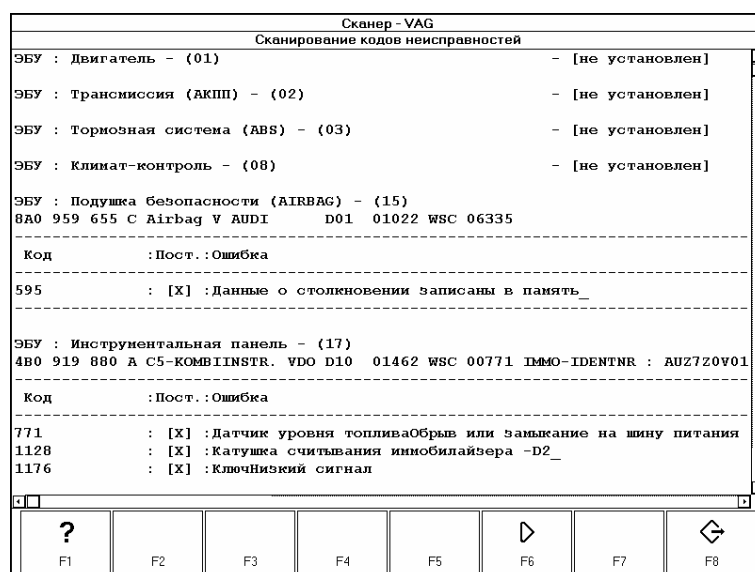 Сканер - VAG
Сканирование кодов неисправностей
ЭБУ : Двигатель - (01) - [не установлен]
ЭБУ : Трансмиссия (АКПП) - (02) - [не установлен]
ЭБУ : Тормозная система (ABS) - (03) - [не установлен]
ЭБУ : Климат-контроль - (08) - [не установлен]
ЭБУ : Подушка безопасности (AIRBAG) - (15)
8A0 959 655 C Airbag V AUDI D01 01022 WSC 06335
Код :Пост.:Ошибка
595 : [X] :Данные о столкновении записаны в память_
ЭБУ : Инструментальная панель - (17)
4B0 919 880 A C5-KOMBIINSTR. VDO D10 01462 WSC 00771 IMMO-IDENTNR : AUZ7Z0V01
Код :Пост.:Ошибка
771 : [X] :Датчик уровня топливаОбрыв или замыкание на шину питания
1128 : [X] :Катушка считывания иммобилайзера -D2_
1176 : [X] :КлючНизкий сигнал
?
F1 F2 F3 F4 F5 F6 F7 F8